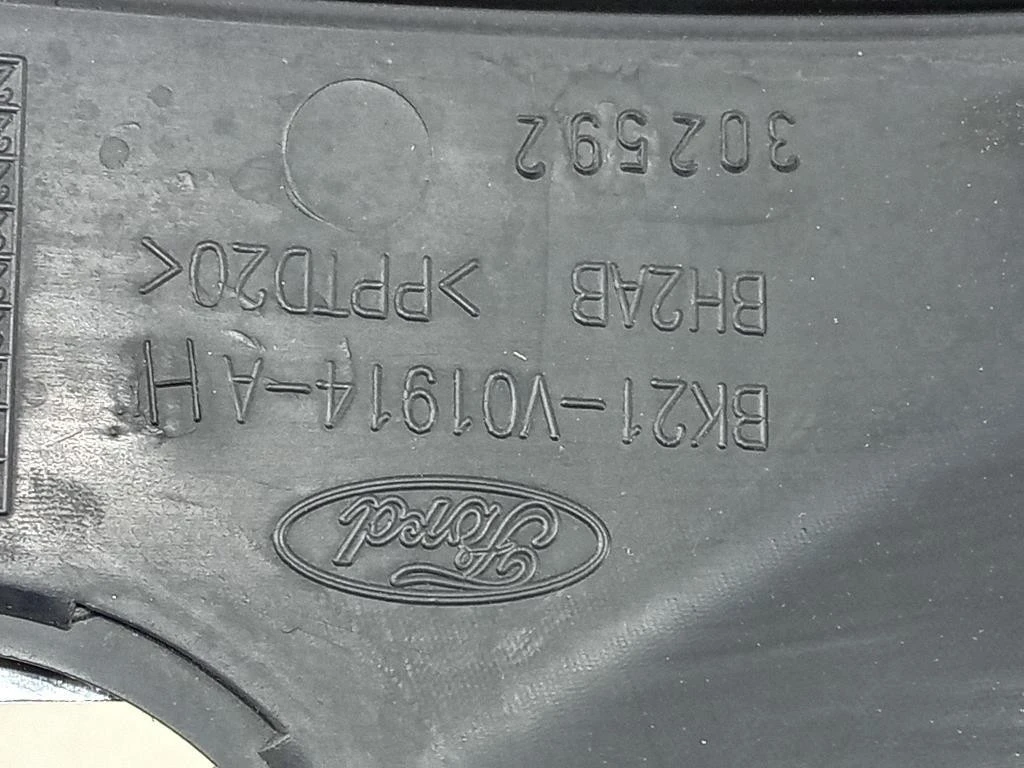 Ford
BK21-V01914-AH
BH2AB >PPTD20<
302592